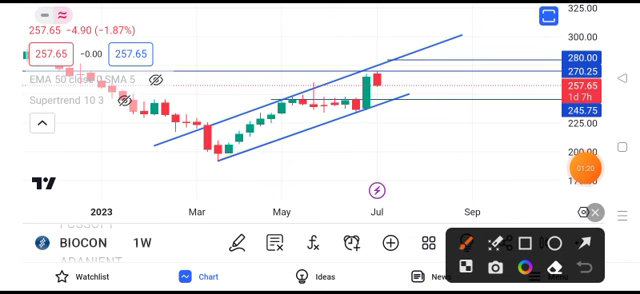 325.00
257.65 −4.90 (−1.87%)
300.00
257.65 -0.00 257.65
280.00
270.25
EMA 50 close 0 SMA 5
257.65
1d 7h
Supertrend 10 3
245.75
225.00
200.00
01:20
2023 Mar May Jul Sep
BIOCON 1W
ADANIENT
Watchlist Chart Ideas News Menu